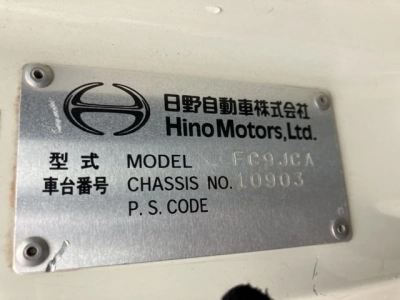 日野自動車株式会社
Hino Motors, Ltd.
型式 MODEL FC9JCA
車台番号 CHASSIS NO. 10903
P. S. CODE